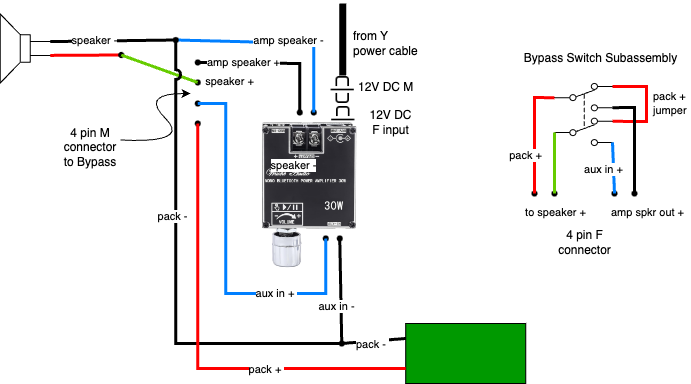 speaker -
amp speaker -
from Y
power cable
amp speaker +
speaker +
12V DC M
12V DC
F input
4 pin M
connector
to Bypass
speaker -
MONO BLUETOOTH POWER AMPLIFIER 30W
30W
VOLUME
pack -
aux in +
aux in -
pack -
pack +
Bypass Switch Subassembly
pack +
jumper
pack +
aux in +
to speaker +
amp spkr out +
4 pin F
connector